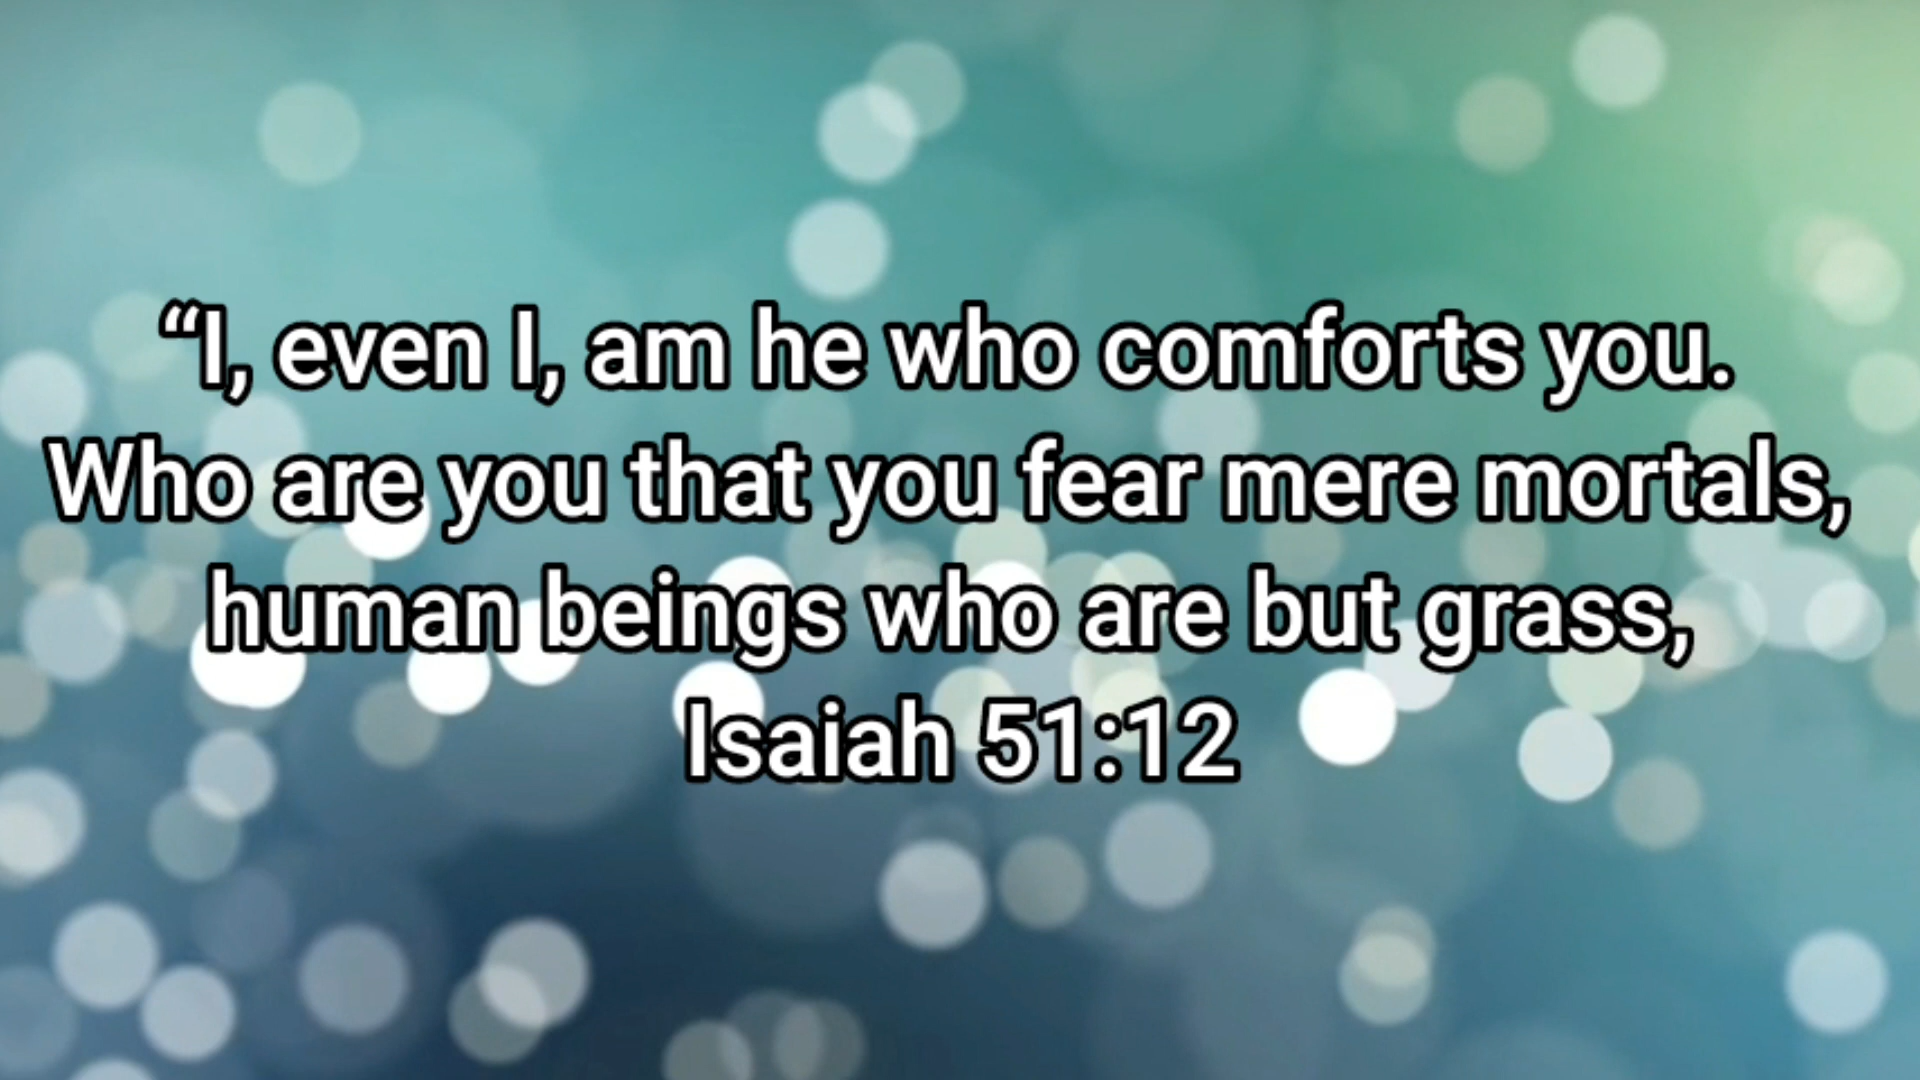 “I, even I, am he who comforts you.
Who are you that you fear mere mortals,
human beings who are but grass,
Isaiah 51:12